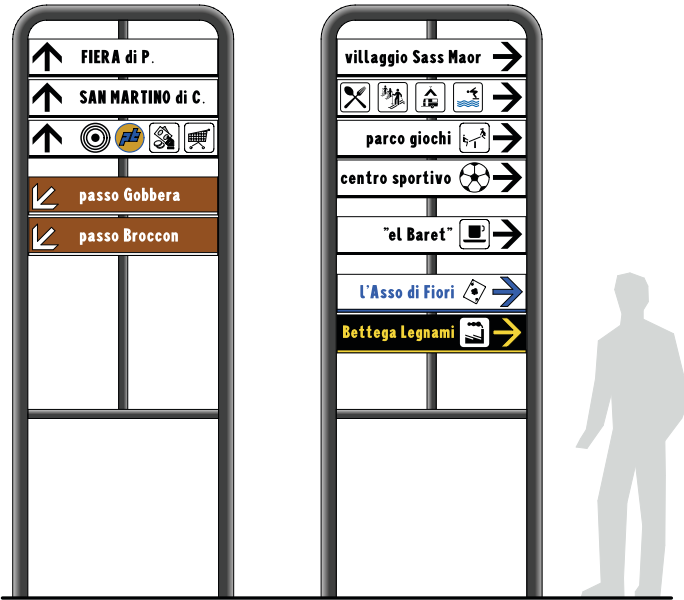 FIERA di P.
SAN MARTINO di C.
pt
passo Gobbera
passo Broccon
villaggio Sass Maor
parco giochi
centro sportivo
"el Baret"
l'Asso di Fiori
Bettega Legnami